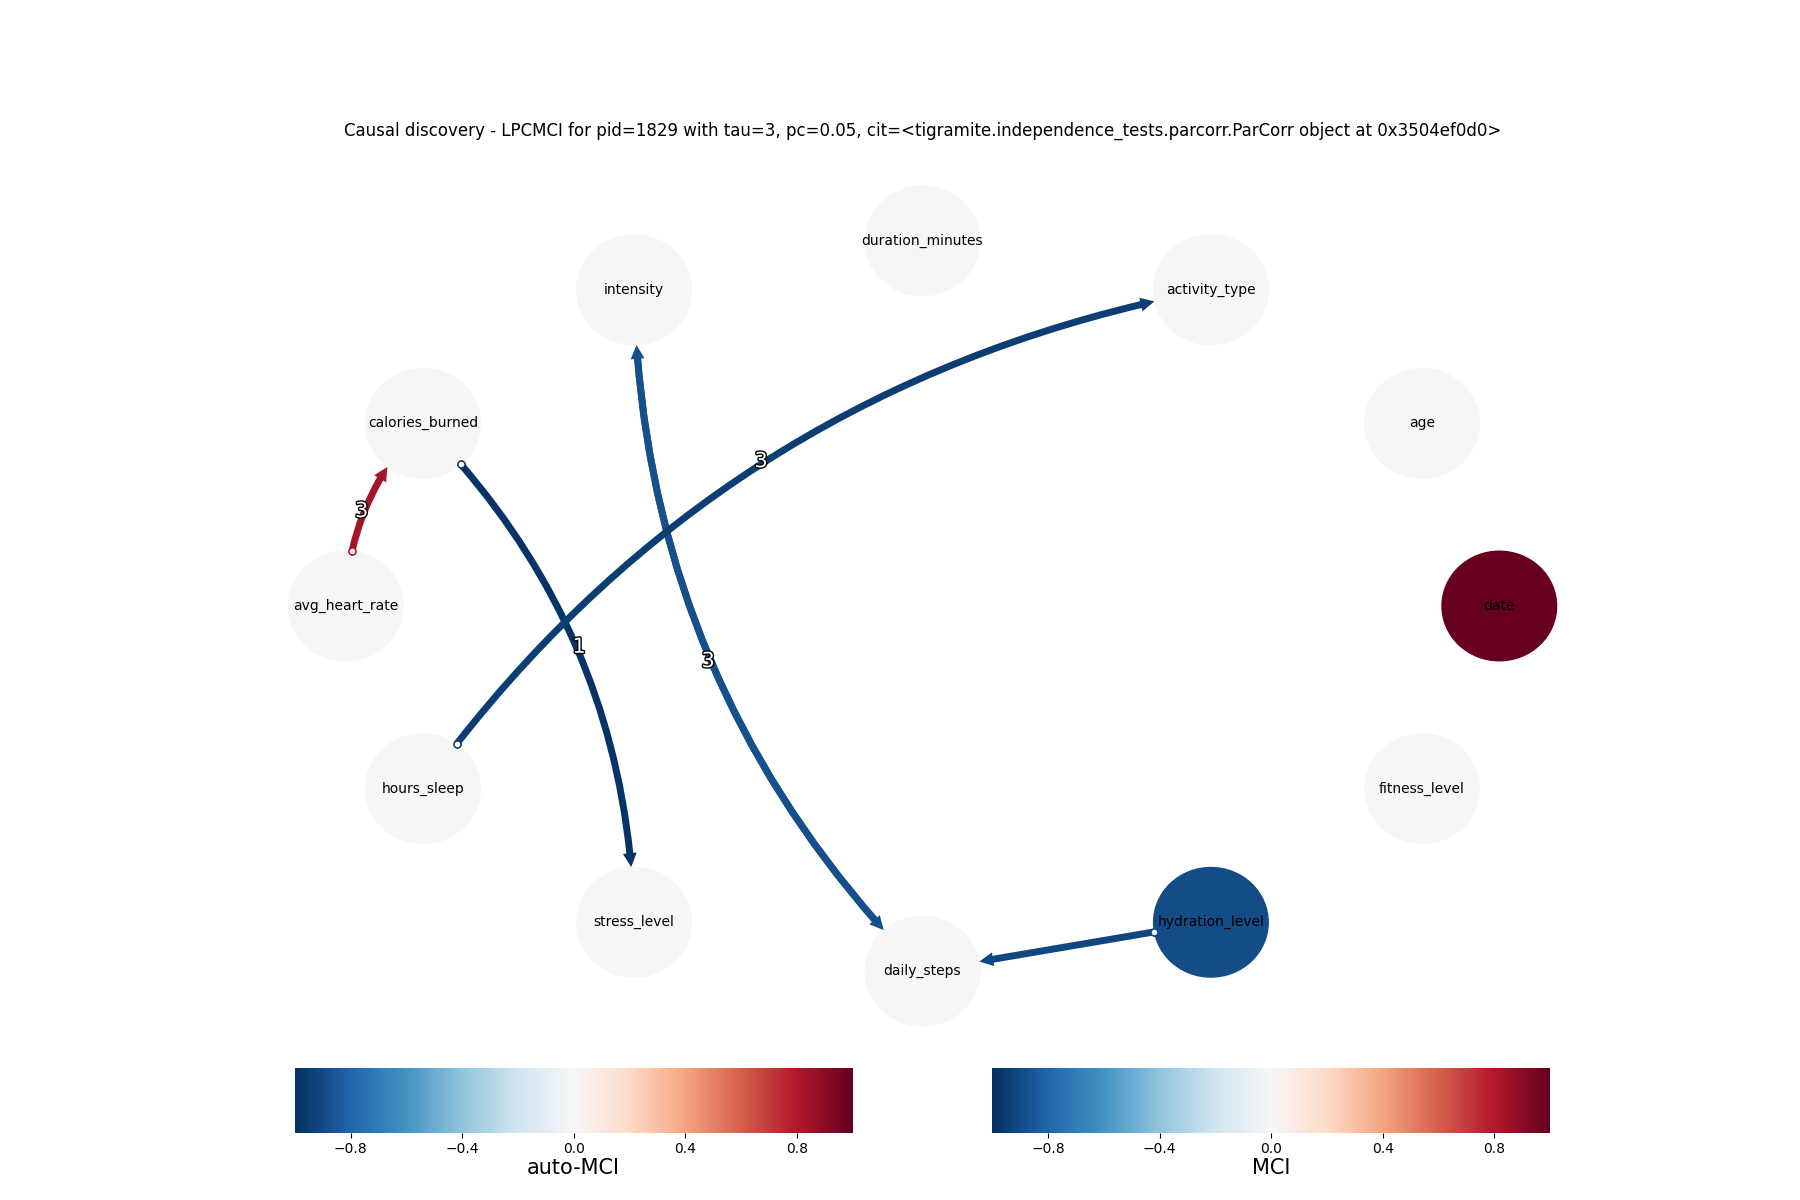 Causal discovery - LPCMCI for pid=1829 with tau=3, pc=0.05, cit=<tigramite.independence_tests.parcorr.ParCorr object at 0x3504ef0d0>
duration_minutes
intensity
activity_type
calories_burned
age
3
3
avg_heart_rate
date
1
3
hours_sleep
fitness_level
stress_level
hydration_level
daily_steps
−0.8 −0.4 0.0 0.4 0.8
auto-MCI
−0.8 −0.4 0.0 0.4 0.8
MCI